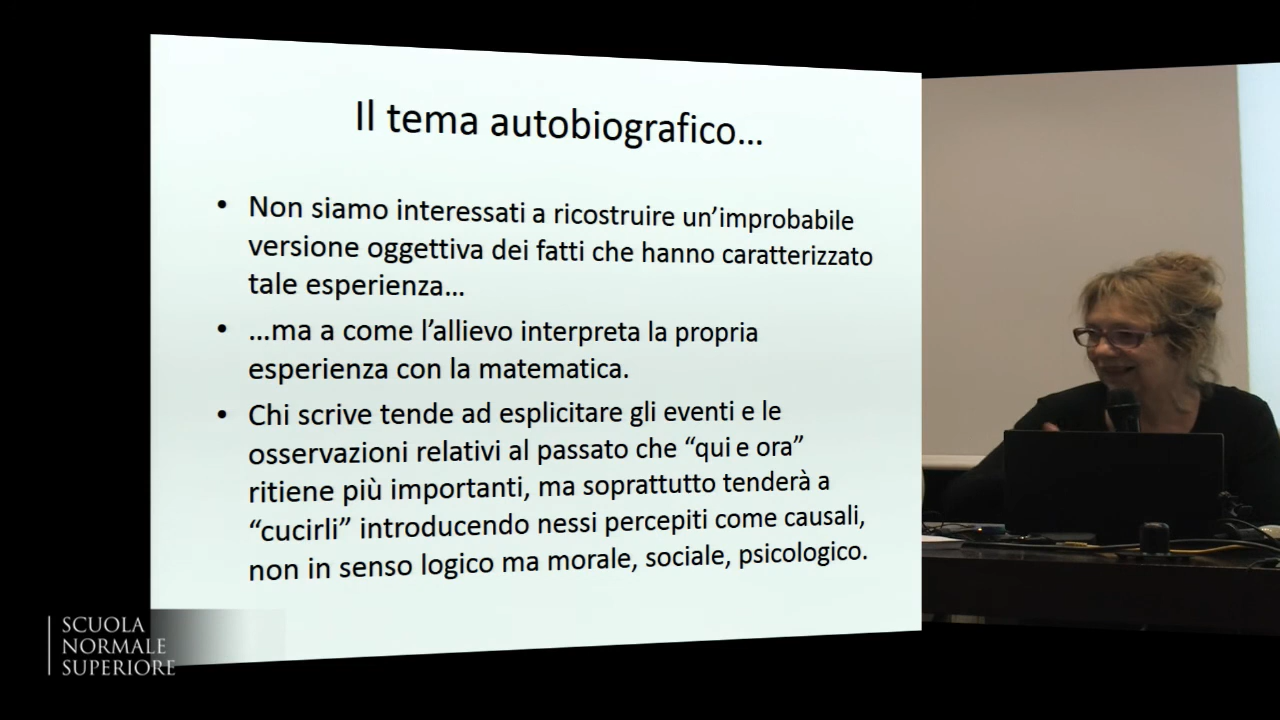 Il tema autobiografico...
• Non siamo interessati a ricostruire un’improbabile
versione oggettiva dei fatti che hanno caratterizzato
tale esperienza...
• ...ma a come l’allievo interpreta la propria
esperienza con la matematica.
• Chi scrive tende ad esplicitare gli eventi e le
osservazioni relativi al passato che “qui e ora”
ritiene più importanti, ma soprattutto tenderà a
“cucirli” introducendo nessi percepiti come causali,
non in senso logico ma morale, sociale, psicologico.
SCUOLA
NORMALE
SUPERIORE